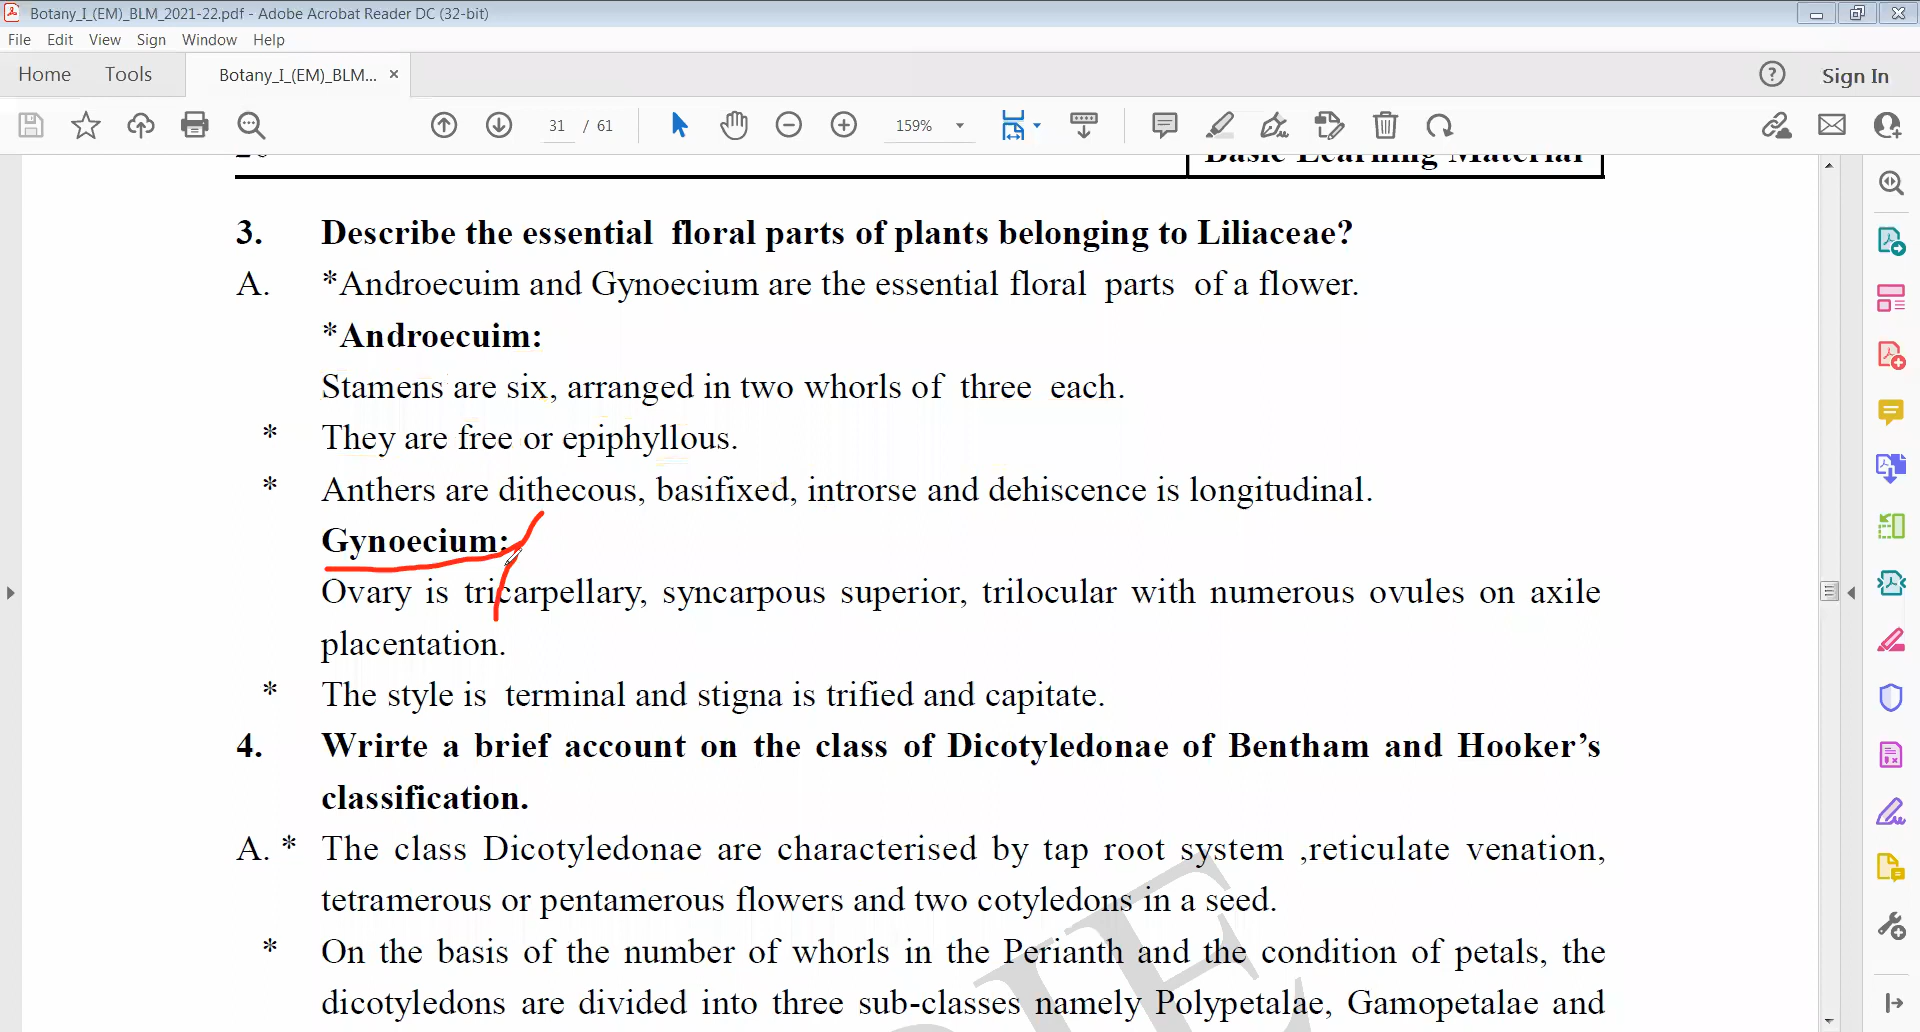 Botany_I_(EM)_BLM_2021-22.pdf - Adobe Acrobat Reader DC (32-bit)
File Edit View Sign Window Help
Home Tools Botany_I_(EM)_BLM... × Sign In
31 / 61 159%
Basic Learning Material
3. Describe the essential floral parts of plants belonging to Liliaceae?
A. *Androecuim and Gynoecium are the essential floral parts of a flower.
*Androecuim:
Stamens are six, arranged in two whorls of three each.
* They are free or epiphyllous.
* Anthers are dithecous, basifixed, introrse and dehiscence is longitudinal.
Gynoecium:
Ovary is tricarpellary, syncarpous superior, trilocular with numerous ovules on axile
placentation.
* The style is terminal and stigna is trified and capitate.
4. Wrirte a brief account on the class of Dicotyledonae of Bentham and Hooker's
classification.
A. * The class Dicotyledonae are characterised by tap root system ,reticulate venation,
tetramerous or pentamerous flowers and two cotyledons in a seed.
* On the basis of the number of whorls in the Perianth and the condition of petals, the
dicotyledons are divided into three sub-classes namely Polypetalae, Gamopetalae and